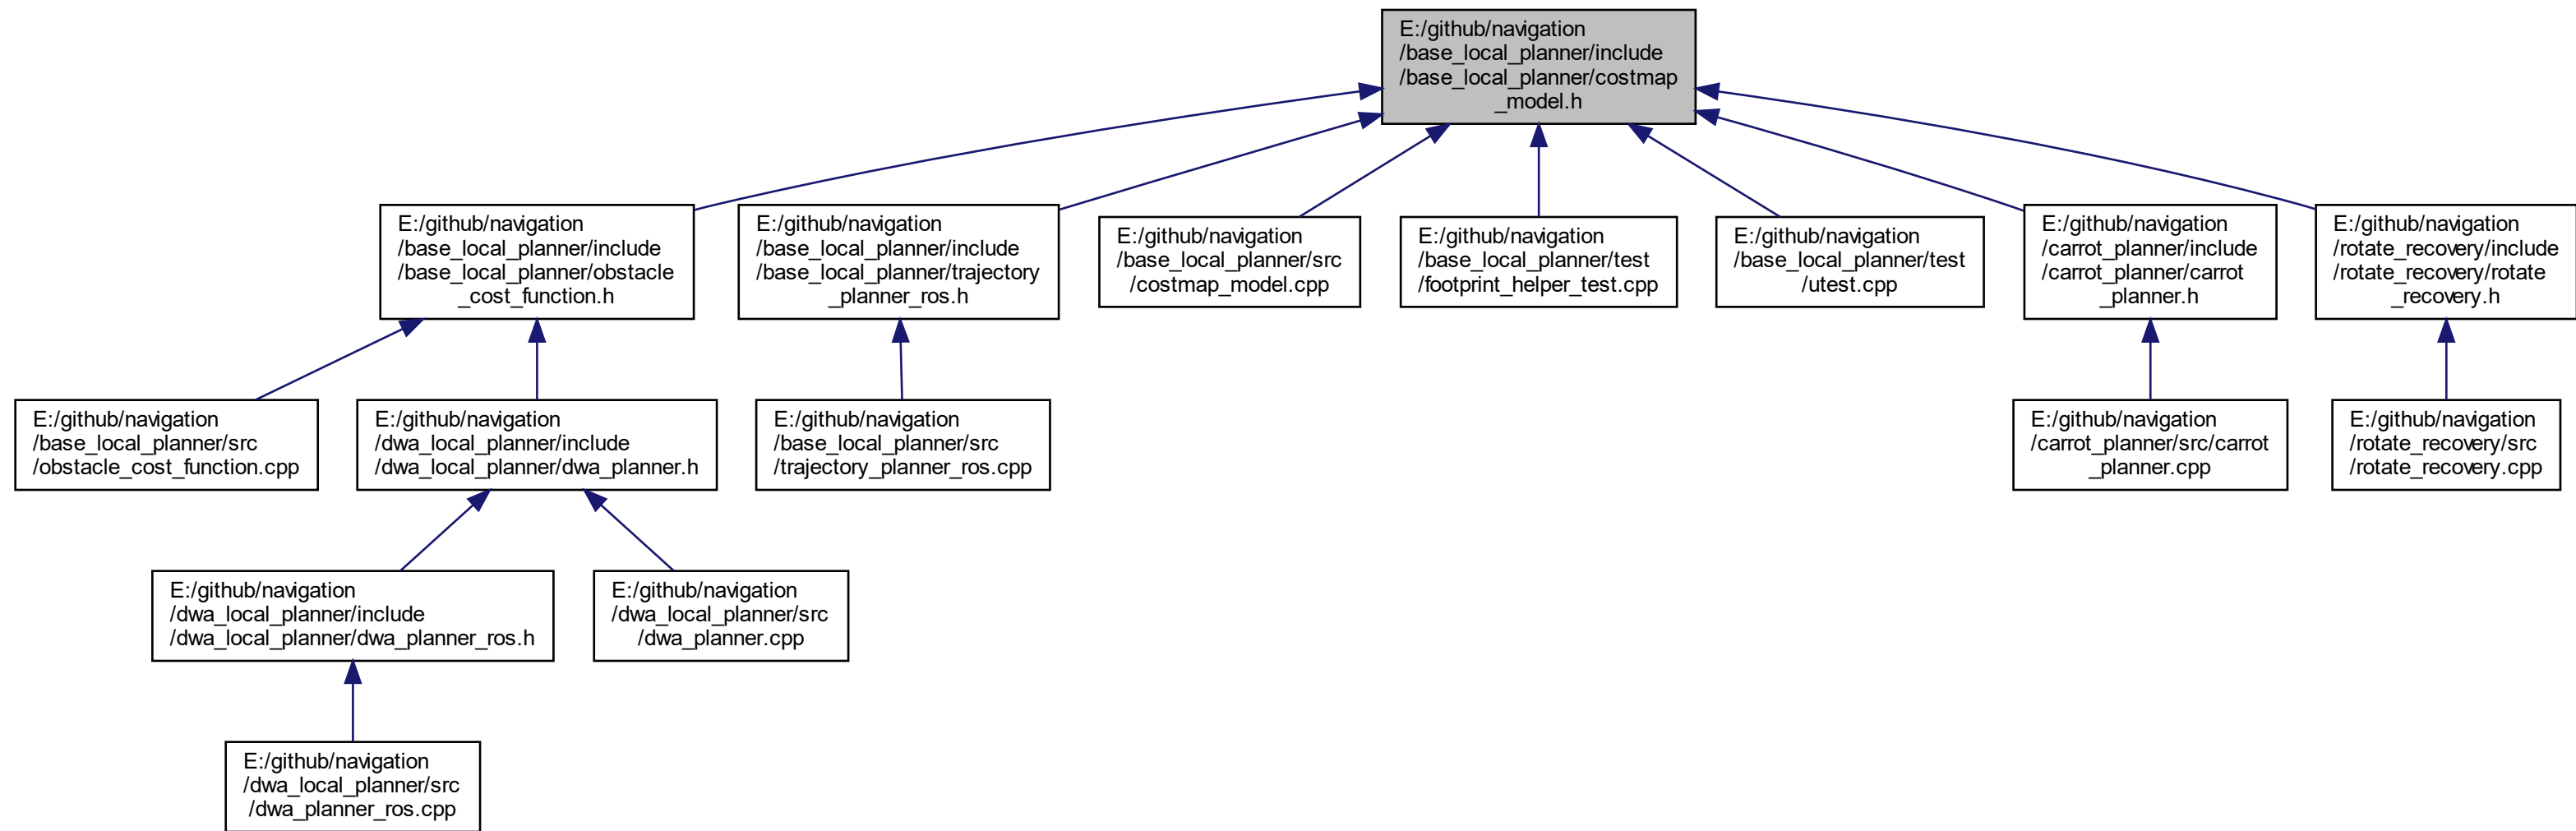 E:/github/navigation
/base_local_planner/include
/base_local_planner/costmap
_model.h
E:/github/navigation
/base_local_planner/include
/base_local_planner/obstacle
_cost_function.h
E:/github/navigation
/base_local_planner/include
/base_local_planner/trajectory
_planner_ros.h
E:/github/navigation
/base_local_planner/src
/costmap_model.cpp
E:/github/navigation
/base_local_planner/test
/footprint_helper_test.cpp
E:/github/navigation
/base_local_planner/test
/utest.cpp
E:/github/navigation
/carrot_planner/include
/carrot_planner/carrot
_planner.h
E:/github/navigation
/rotate_recovery/include
/rotate_recovery/rotate
_recovery.h
E:/github/navigation
/base_local_planner/src
/obstacle_cost_function.cpp
E:/github/navigation
/dwa_local_planner/include
/dwa_local_planner/dwa_planner.h
E:/github/navigation
/base_local_planner/src
/trajectory_planner_ros.cpp
E:/github/navigation
/carrot_planner/src/carrot
_planner.cpp
E:/github/navigation
/rotate_recovery/src
/rotate_recovery.cpp
E:/github/navigation
/dwa_local_planner/include
/dwa_local_planner/dwa_planner_ros.h
E:/github/navigation
/dwa_local_planner/src
/dwa_planner.cpp
E:/github/navigation
/dwa_local_planner/src
/dwa_planner_ros.cpp